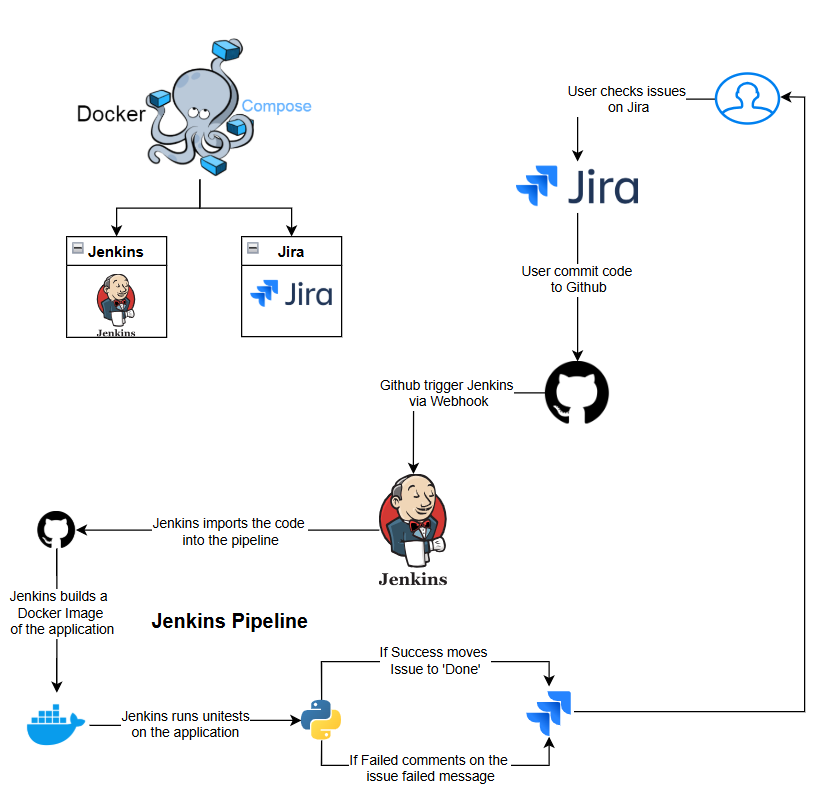 Docker
Compose
Jenkins
Jenkins
Jira
Jira
User checks issues
on Jira
Jira
User commit code
to Github
Github trigger Jenkins
via Webhook
Jenkins
Jenkins imports the code
into the pipeline
Jenkins builds a
Docker Image
of the application
Jenkins Pipeline
Jenkins runs unitests
on the application
If Success moves
Issue to 'Done'
If Failed comments on the
issue failed message